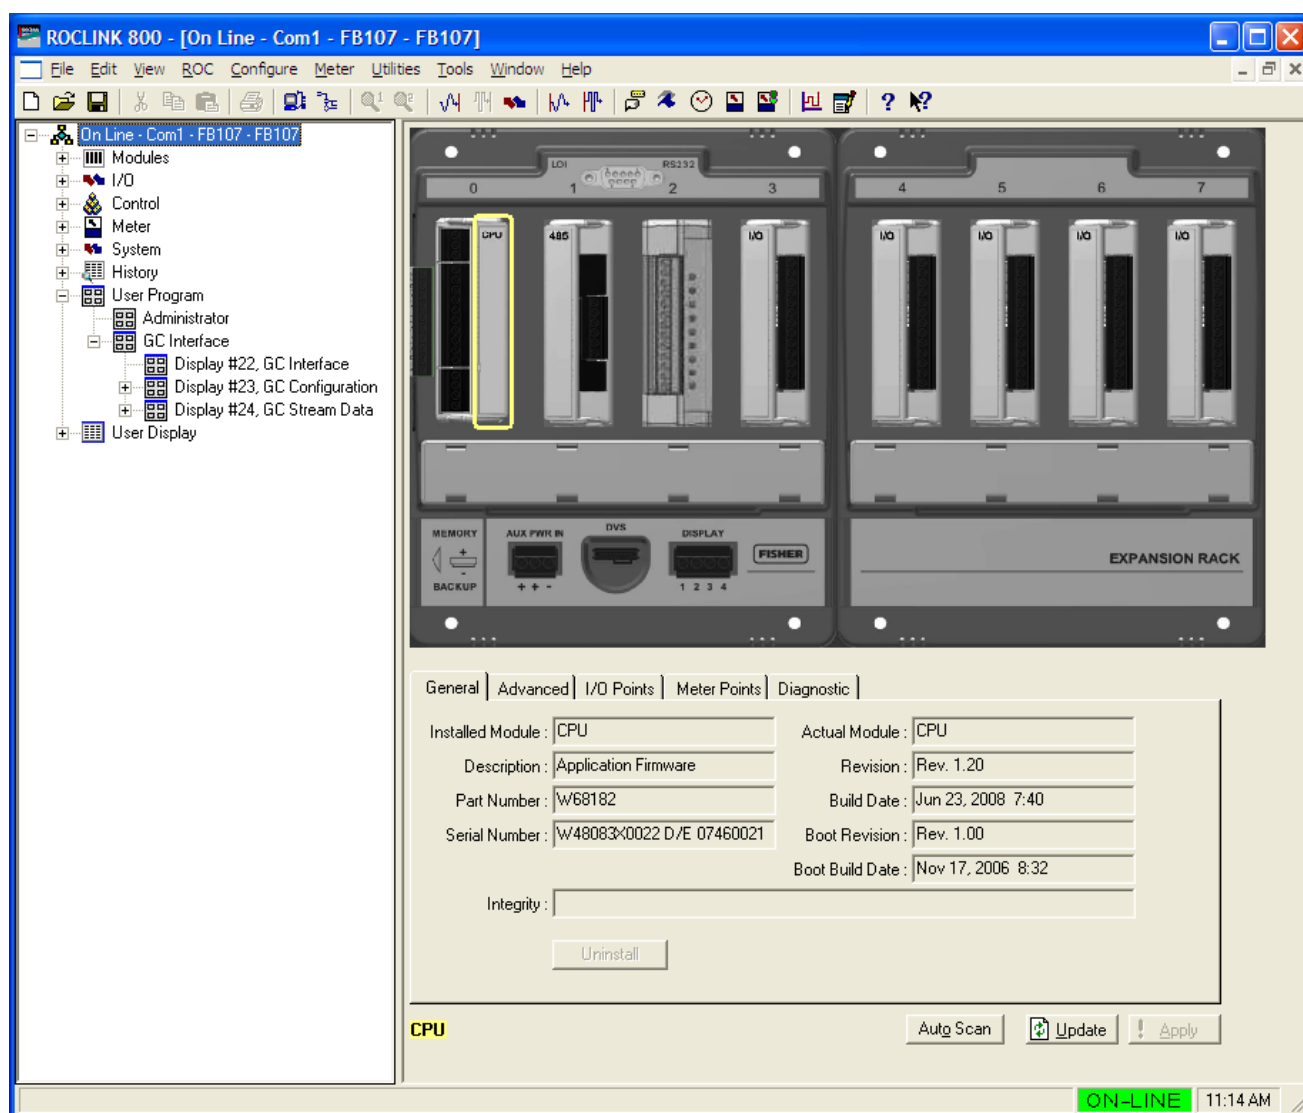 ROCLINK 800 - [On Line - Com1 - FB107 - FB107]
File Edit View ROC Configure Meter Utilities Tools Window Help
On Line - Com1 - FB107 - FB107
Modules
I/O
Control
Meter
System
History
User Program
Administrator
GC Interface
Display #22, GC Interface
Display #23, GC Configuration
Display #24, GC Stream Data
User Display
LOI RS232
0 1 2 3 4 5 6 7
CPU 485 I/O I/O I/O I/O I/O
MEMORY
BACKUP
AUX PWR IN
+ + -
DVS
DISPLAY
1 2 3 4
FISHER
EXPANSION RACK
General Advanced I/O Points Meter Points Diagnostic
Installed Module : CPU Actual Module : CPU
Description : Application Firmware Revision : Rev. 1.20
Part Number : W68182 Build Date : Jun 23, 2008 7:40
Serial Number : W48083X0022 D/E 07460021 Boot Revision : Rev. 1.00
Boot Build Date : Nov 17, 2006 8:32
Integrity :
Uninstall
CPU Auto Scan Update Apply
ON-LINE 11:14 AM